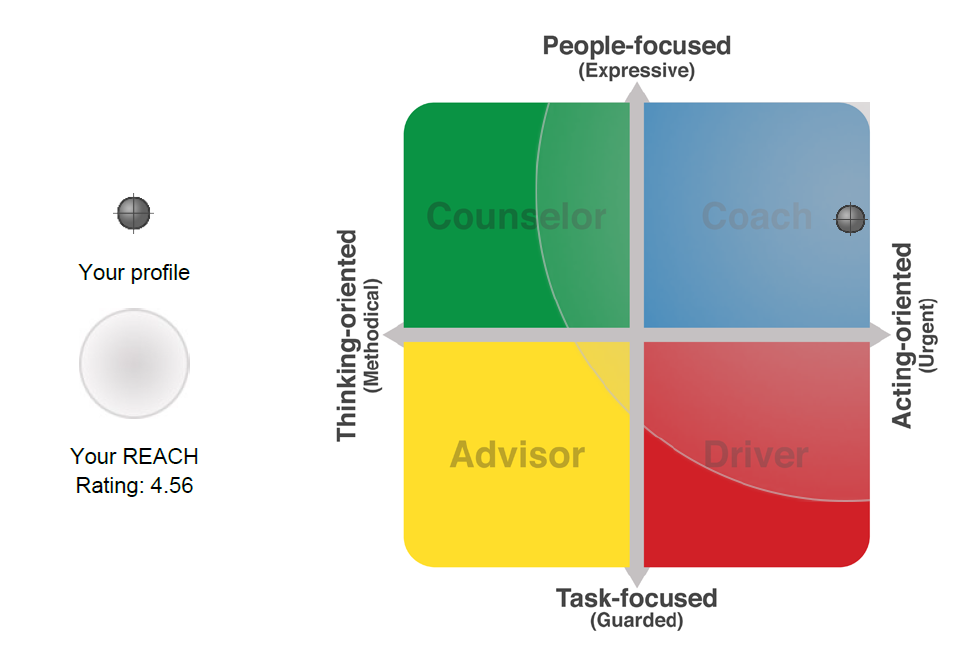 People-focused
(Expressive)
Counselor
Coach
Your profile
Thinking-oriented
(Methodical)
Acting-oriented
(Urgent)
Your REACH
Rating: 4.56
Advisor
Driver
Task-focused
(Guarded)